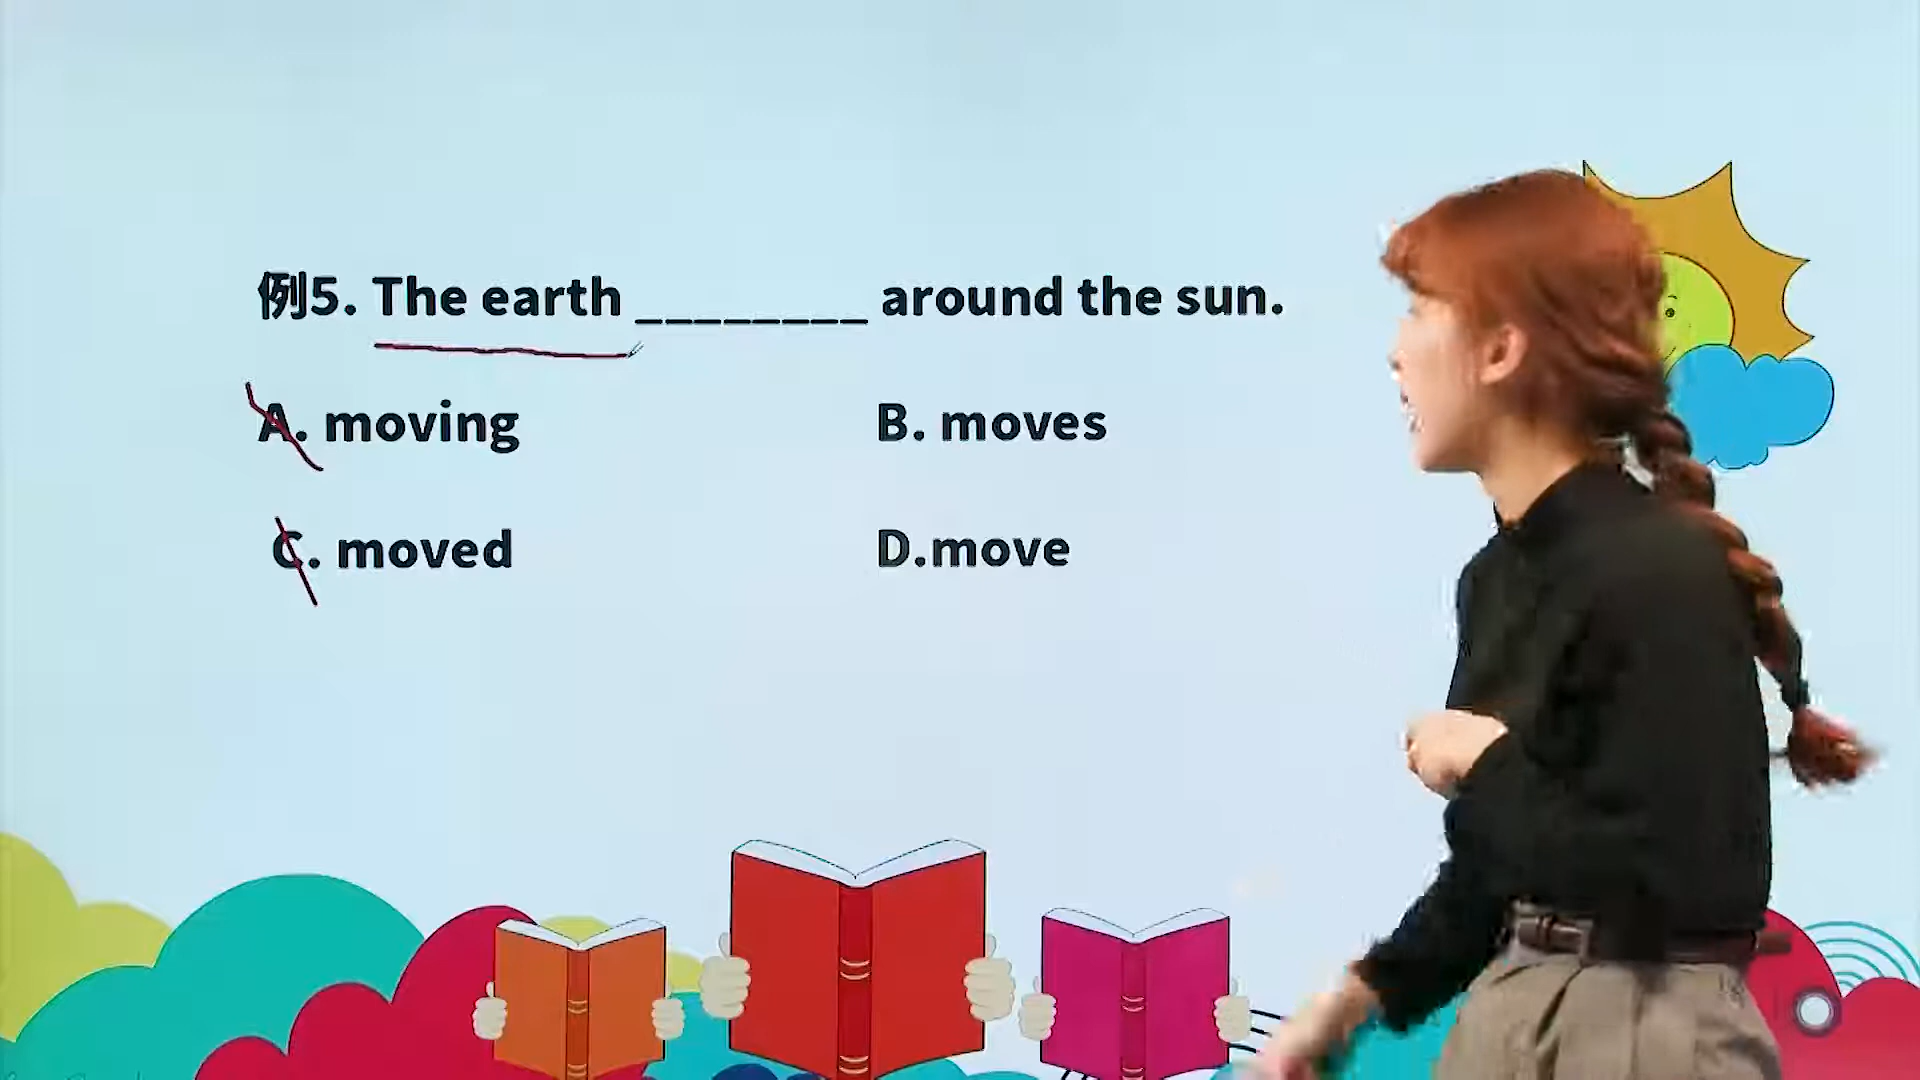 例5. The earth ________ around the sun.
A. moving B. moves
C. moved D.move